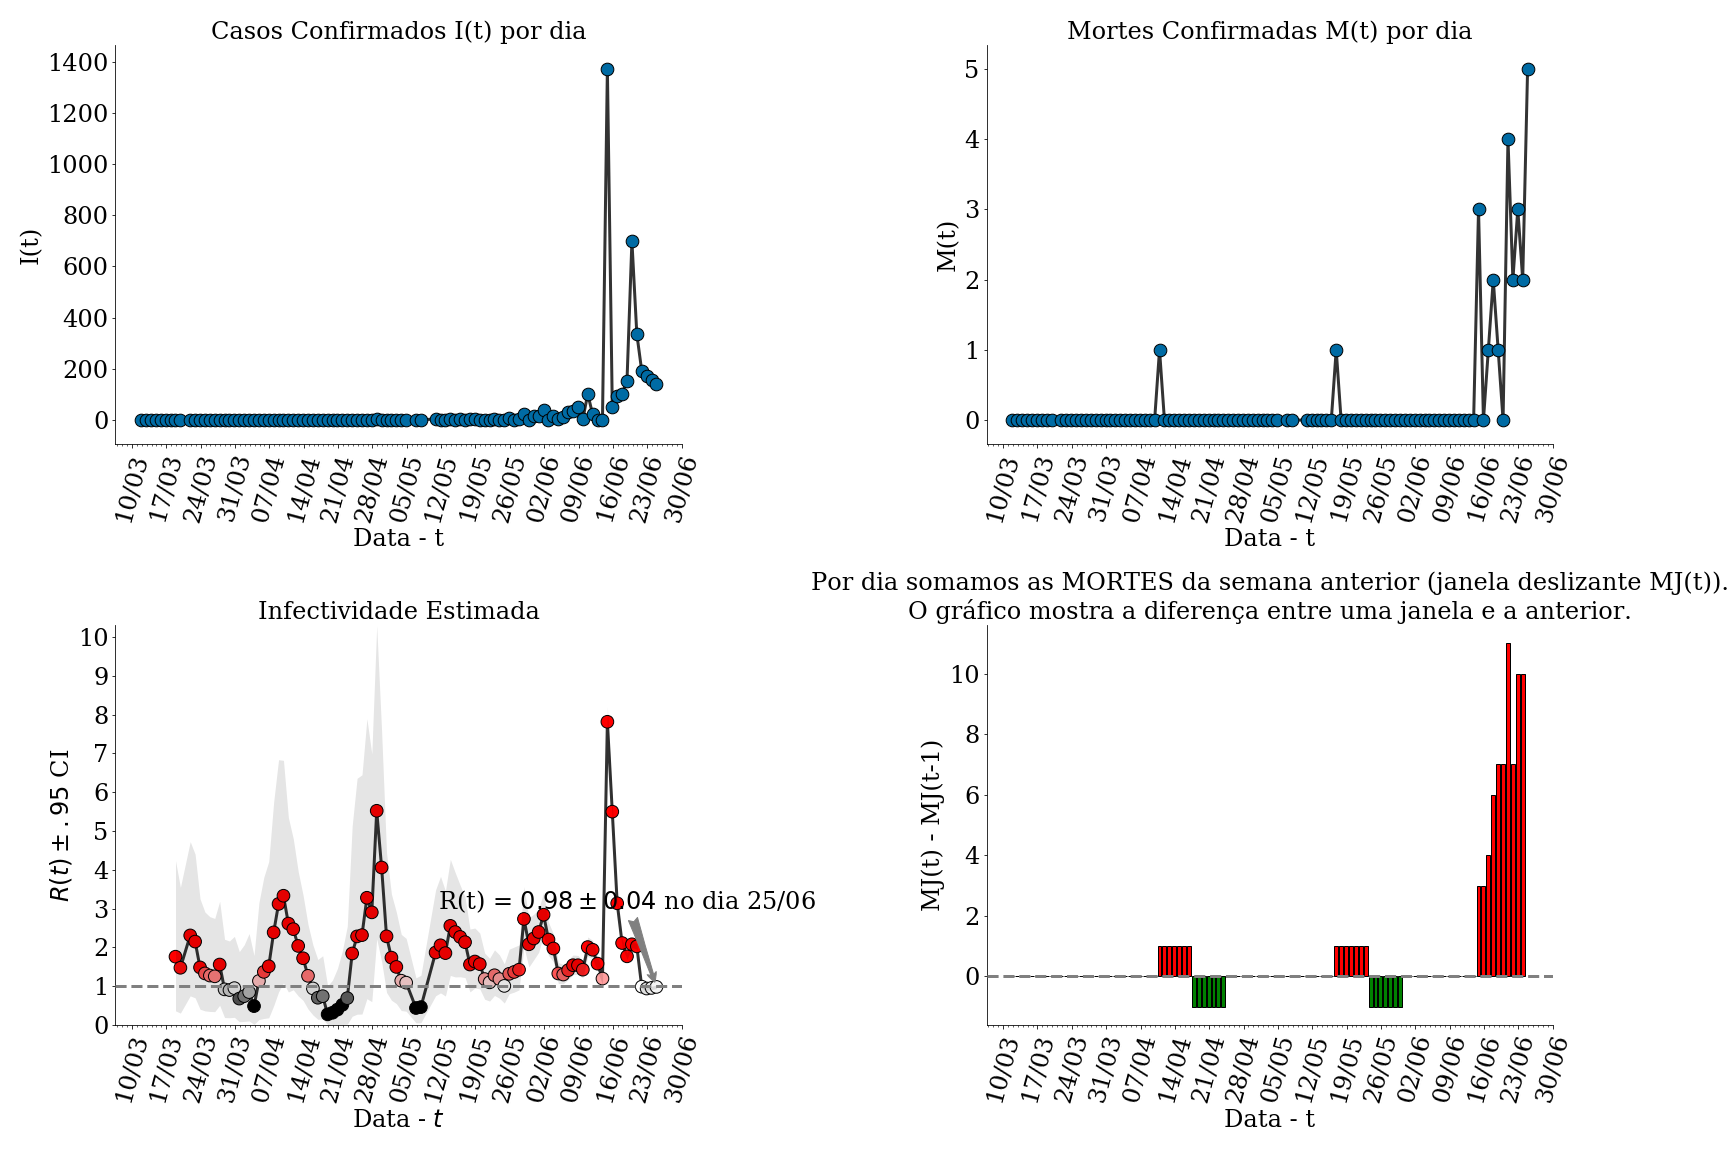 Casos Confirmados I(t) por dia
I(t)
1400
1200
1000
800
600
400
200
0
10/03 17/03 24/03 31/03 07/04 14/04 21/04 28/04 05/05 12/05 19/05 26/05 02/06 09/06 16/06 23/06 30/06
Data - t
Mortes Confirmadas M(t) por dia
M(t)
5
4
3
2
1
0
10/03 17/03 24/03 31/03 07/04 14/04 21/04 28/04 05/05 12/05 19/05 26/05 02/06 09/06 16/06 23/06 30/06
Data - t
Infectividade Estimada
R(t) ± .95 CI
10
9
8
7
6
5
4
3
2
1
0
R(t) = 0.98 ± 0.04 no dia 25/06
10/03 17/03 24/03 31/03 07/04 14/04 21/04 28/04 05/05 12/05 19/05 26/05 02/06 09/06 16/06 23/06 30/06
Data - t
Por dia somamos as MORTES da semana anterior (janela deslizante MJ(t)).
O gráfico mostra a diferença entre uma janela e a anterior.
MJ(t) - MJ(t-1)
10
8
6
4
2
0
10/03 17/03 24/03 31/03 07/04 14/04 21/04 28/04 05/05 12/05 19/05 26/05 02/06 09/06 16/06 23/06 30/06
Data - t